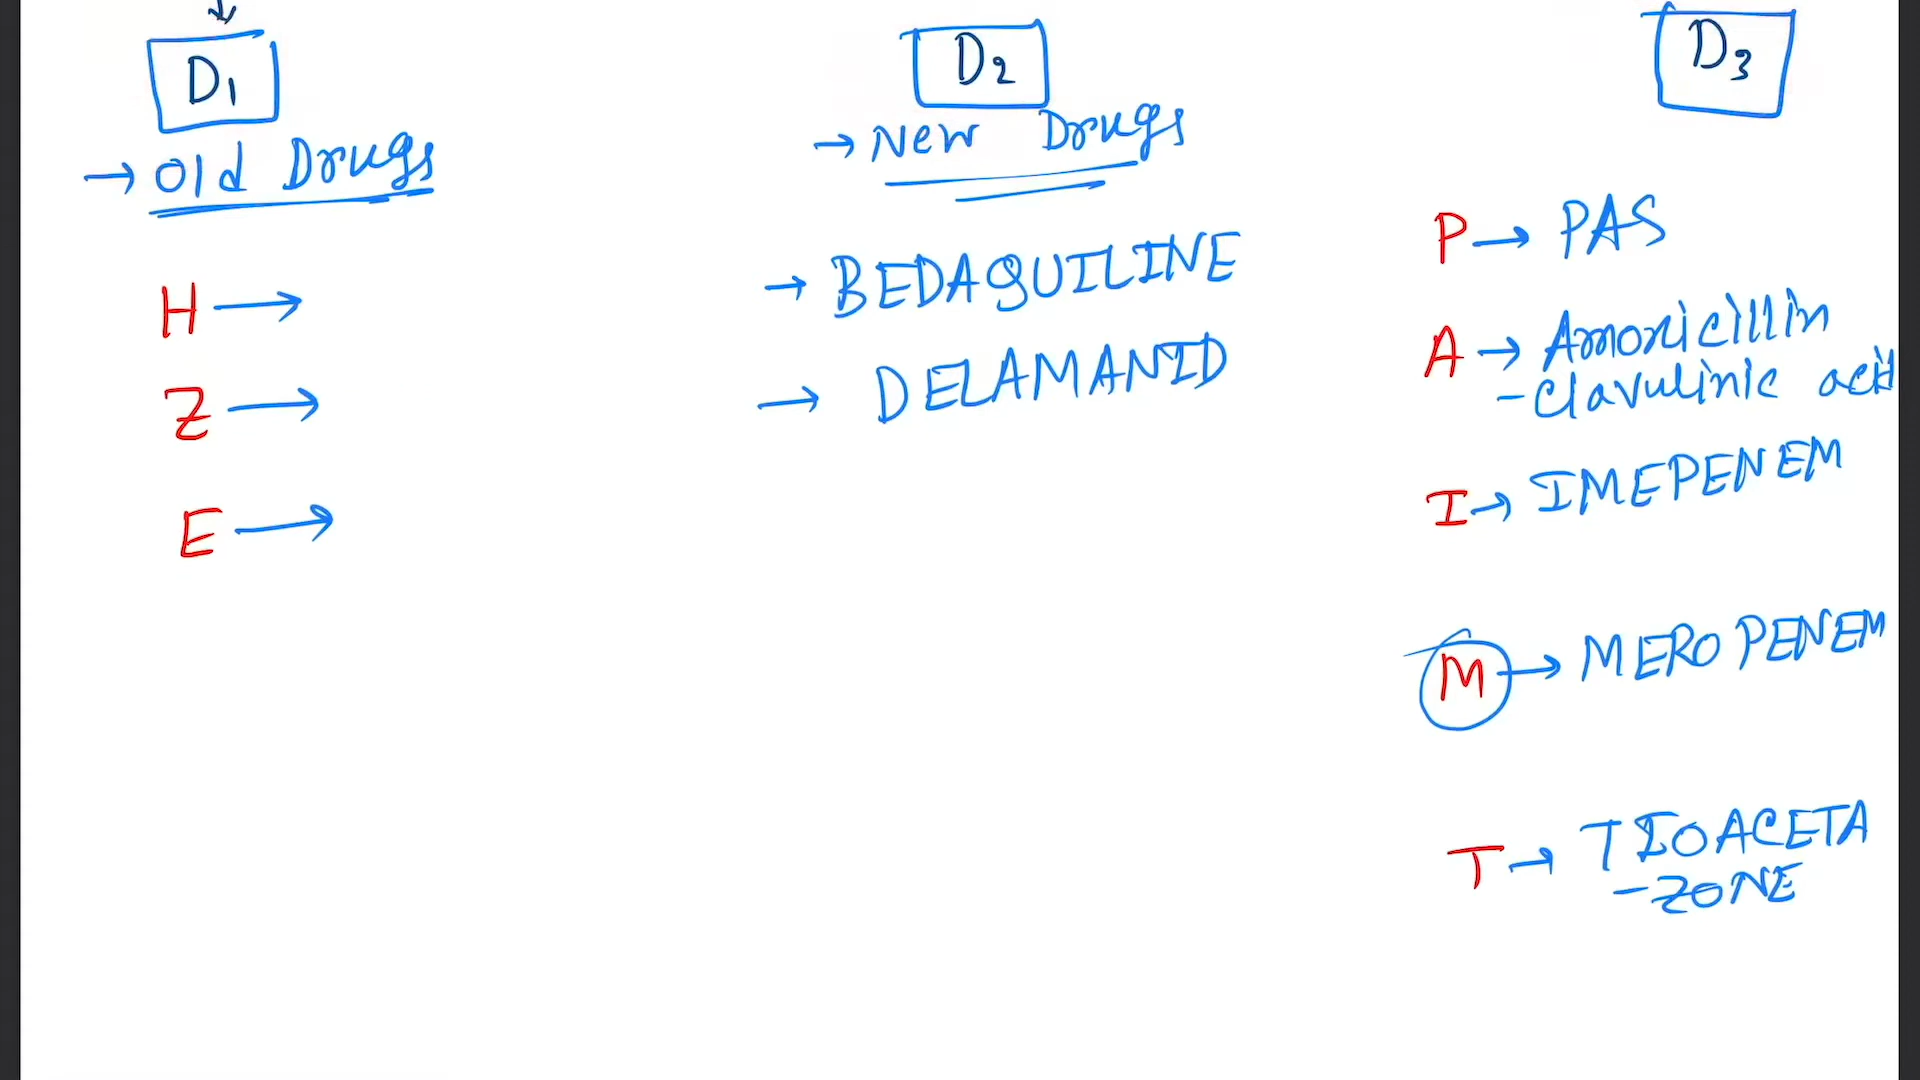 D1
→ Old Drugs
H →
Z →
E →
D2
→ New Drugs
→ BEDAQUILINE
→ DELAMANID
D3
P → PAS
A → Amoxicillin
- clavulinic acid
I → IMEPENEM
M → MEROPENEM
T → TIOACETA
- ZONE